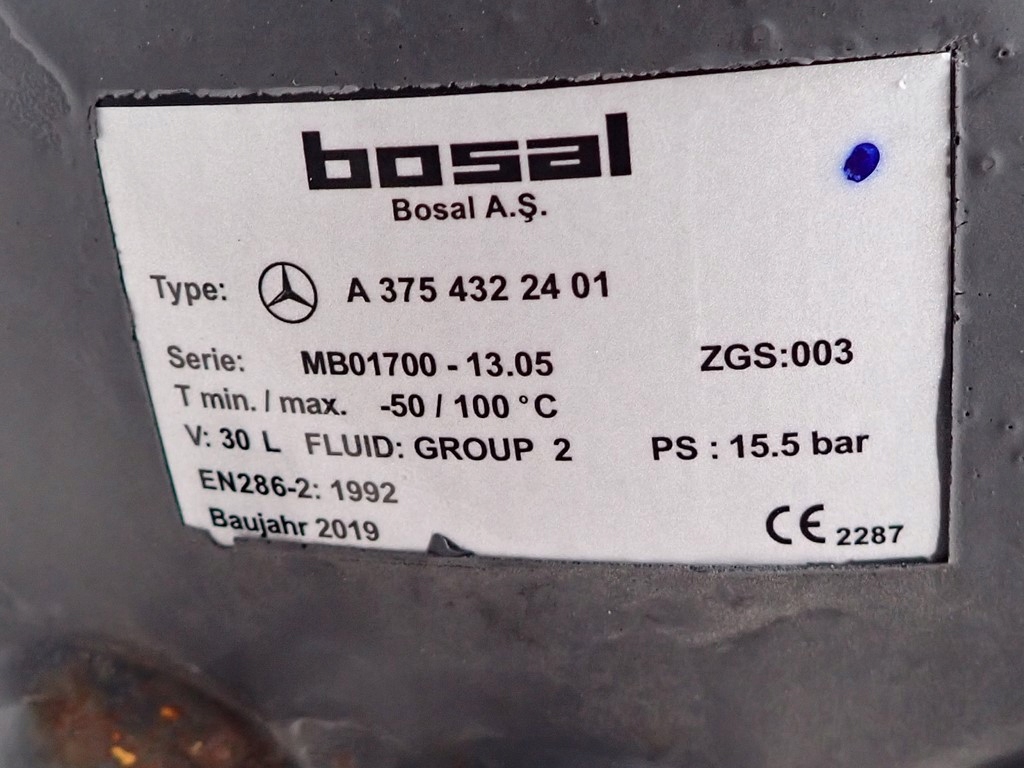 bosal
Bosal A.Ş.
Type: A 375 432 24 01
Serie: MB01700 - 13.05 ZGS:003
T min. / max. -50 / 100 °C
V: 30 L FLUID: GROUP 2 PS : 15.5 bar
EN286-2: 1992
Baujahr 2019 CE 2287